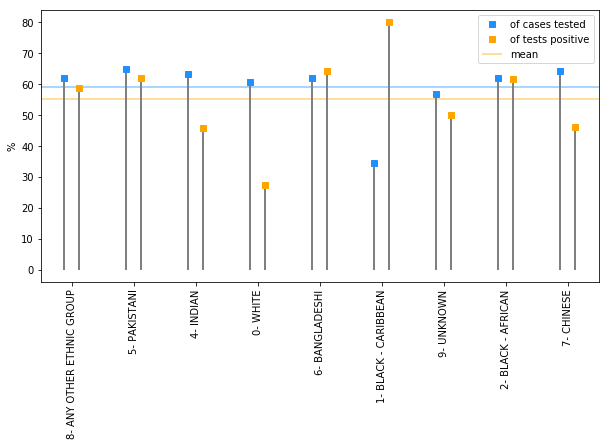 of cases tested
of tests positive
mean
80
70
60
50
40
30
20
10
0
%
8- ANY OTHER ETHNIC GROUP
5- PAKISTANI
4- INDIAN
0- WHITE
6- BANGLADESHI
1- BLACK - CARIBBEAN
9- UNKNOWN
2- BLACK - AFRICAN
7- CHINESE